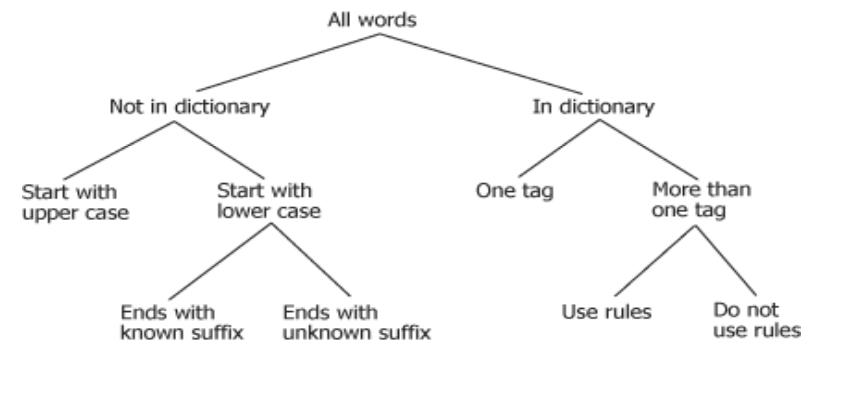 All words
Not in dictionary
In dictionary
Start with
upper case
Start with
lower case
One tag
More than
one tag
Ends with
known suffix
Ends with
unknown suffix
Use rules
Do not
use rules